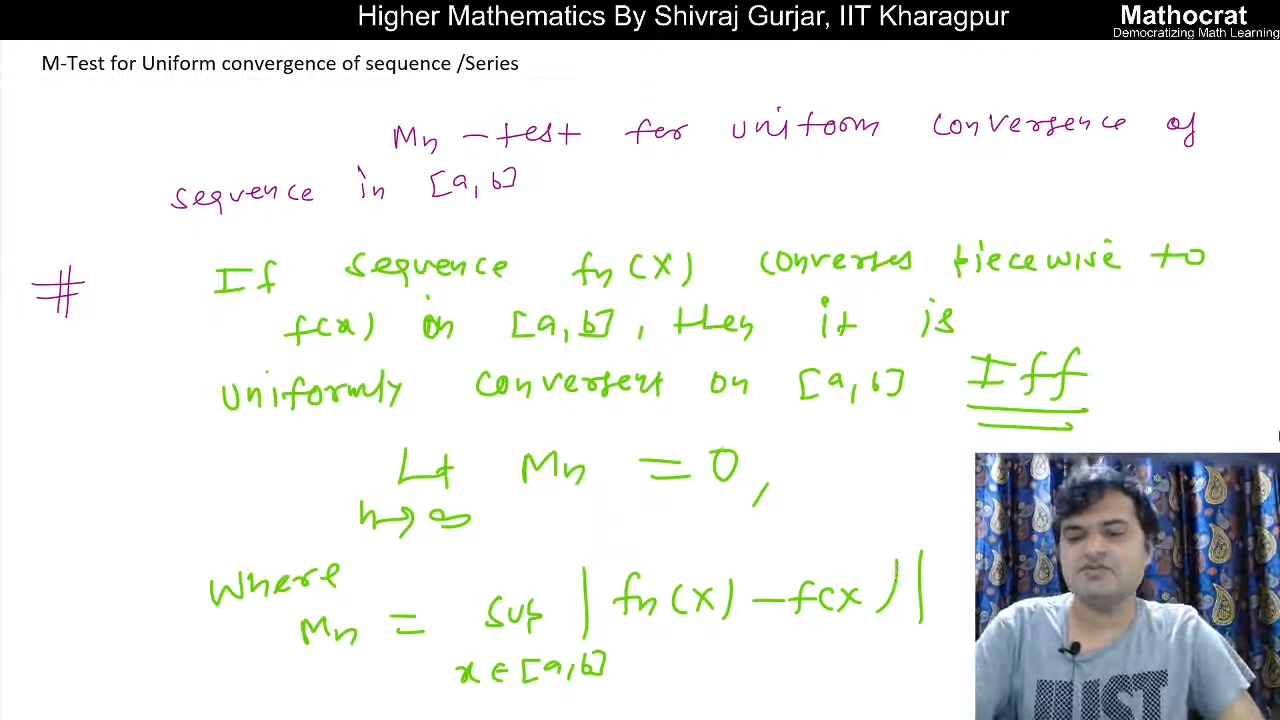 Higher Mathematics By Shivraj Gurjar, IIT Kharagpur
Mathocrat
Democratizing Math Learning
M-Test for Uniform convergence of sequence /Series
Mn - test for uniform convergence of
sequence in [a, b]
# If sequence fn(x) converges piecewise to
f(x) on [a, b], then it is
uniformly convergent on [a, b] Iff
Lt Mn = 0,
n→∞
where
Mn = sup | fn(x) - f(x) |
x ∈ [a, b]
JUST